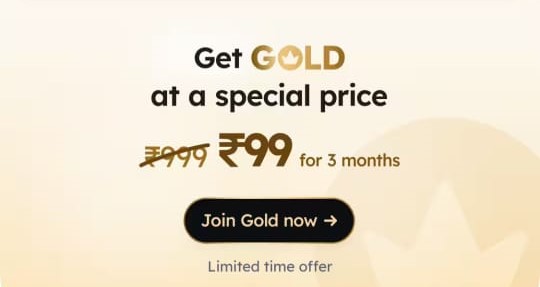 Get GOLD
at a special price
₹999 ₹99 for 3 months
Join Gold now →
Limited time offer